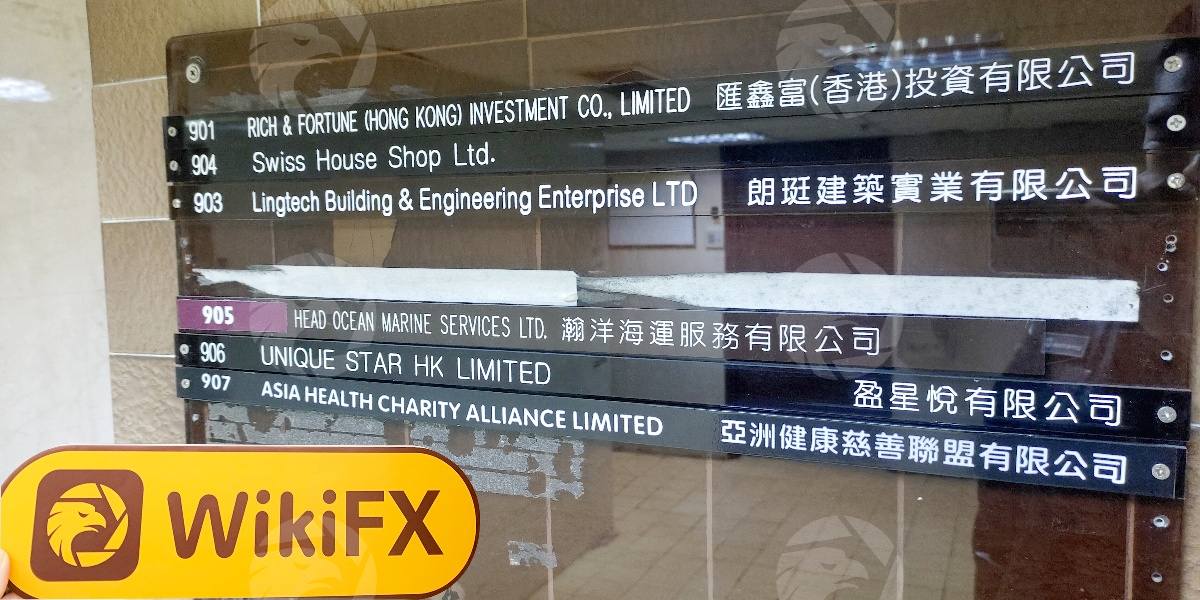 901 RICH & FORTUNE (HONG KONG) INVESTMENT CO., LIMITED 匯鑫富(香港)投資有限公司
904 Swiss House Shop Ltd.
903 Lingtech Building & Engineering Enterprise LTD 朗珽建築實業有限公司
905 HEAD OCEAN MARINE SERVICES LTD. 瀚洋海運服務有限公司
906 UNIQUE STAR HK LIMITED 盈星悅有限公司
907 ASIA HEALTH CHARITY ALLIANCE LIMITED 亞洲健康慈善聯盟有限公司
WikiFX